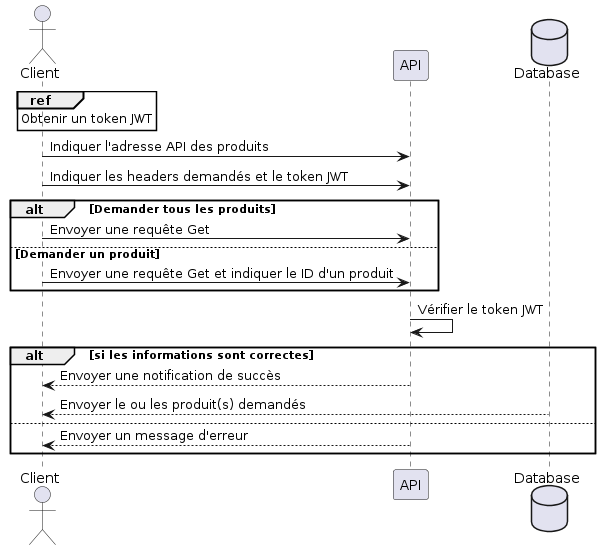 Client
API
Database
ref
Obtenir un token JWT
Indiquer l'adresse API des produits
Indiquer les headers demandés et le token JWT
alt [Demander tous les produits]
Envoyer une requête Get
[Demander un produit]
Envoyer une requête Get et indiquer le ID d'un produit
Vérifier le token JWT
alt [si les informations sont correctes]
Envoyer une notification de succès
Envoyer le ou les produit(s) demandés
Envoyer un message d'erreur
Client
API
Database